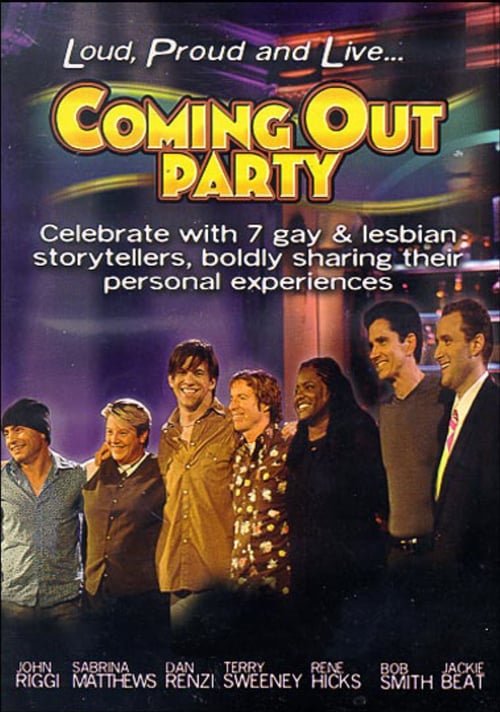 Loud, Proud and Live...
COMING OUT
PARTY
Celebrate with 7 gay & lesbian
storytellers, boldly sharing their
personal experiences
JOHN RIGGI SABRINA MATTHEWS DAN RENZI TERRY SWEENEY RENE HICKS BOB SMITH JACKIE BEAT